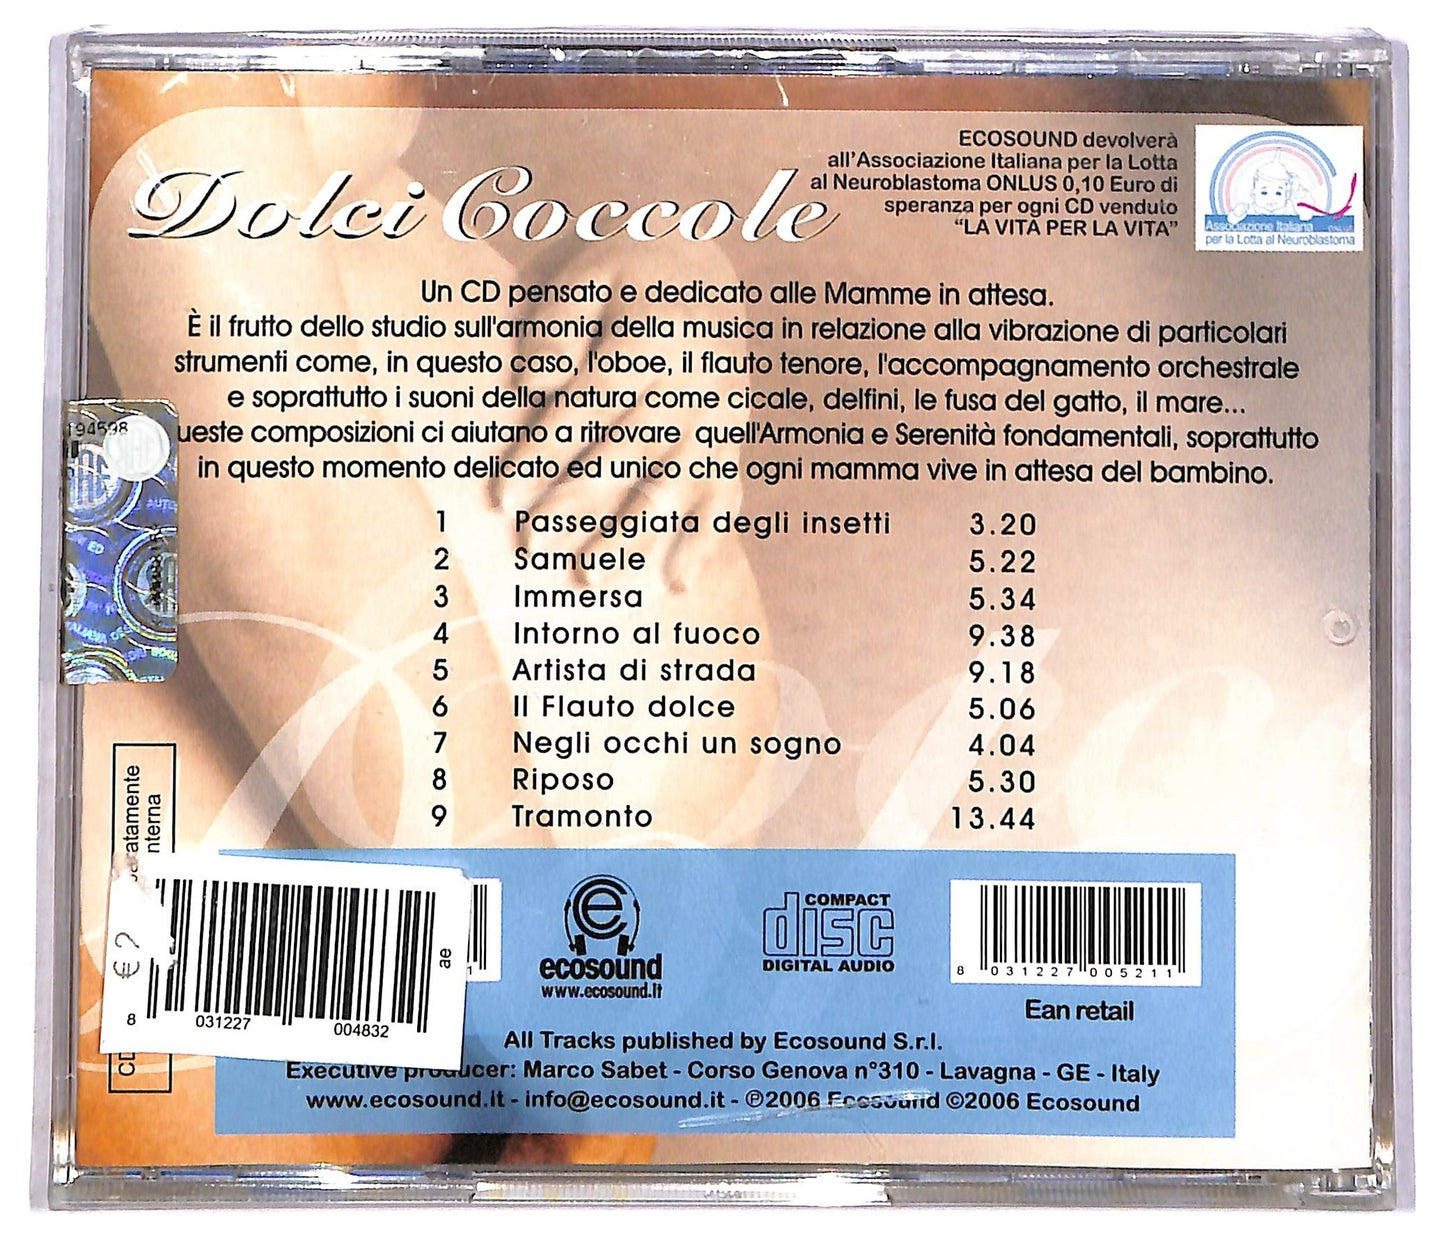 ECOSOUND devolverà
all'Associazione Italiana per la Lotta
al Neuroblastoma ONLUS 0,10 Euro di
speranza per ogni CD venduto
“LA VITA PER LA VITA”
Associazione Italiana ONLUS
per la Lotta al Neuroblastoma
Dolci Coccole
Un CD pensato e dedicato alle Mamme in attesa.
È il frutto dello studio sull'armonia della musica in relazione alla vibrazione di particolari
strumenti come, in questo caso, l'oboe, il flauto tenore, l'accompagnamento orchestrale
e soprattutto i suoni della natura come cicale, delfini, le fusa del gatto, il mare...
ueste composizioni ci aiutano a ritrovare quell'Armonia e Serenità fondamentali, soprattutto
in questo momento delicato ed unico che ogni mamma vive in attesa del bambino.
194598
1 Passeggiata degli insetti 3.20
2 Samuele 5.22
3 Immersa 5.34
4 Intorno al fuoco 9.38
5 Artista di strada 9.18
6 Il Flauto dolce 5.06
7 Negli occhi un sogno 4.04
8 Riposo 5.30
9 Tramonto 13.44
aratamente
nterna
CD
€ 2
8 031227 004832
ae
1
e
ecosound
www.ecosound.it
COMPACT
disc
DIGITAL AUDIO
8 031227 005211
Ean retail
All Tracks published by Ecosound S.r.l.
Executive producer: Marco Sabet - Corso Genova n°310 - Lavagna - GE - Italy
www.ecosound.it - info@ecosound.it - ℗2006 Ecosound ©2006 Ecosound